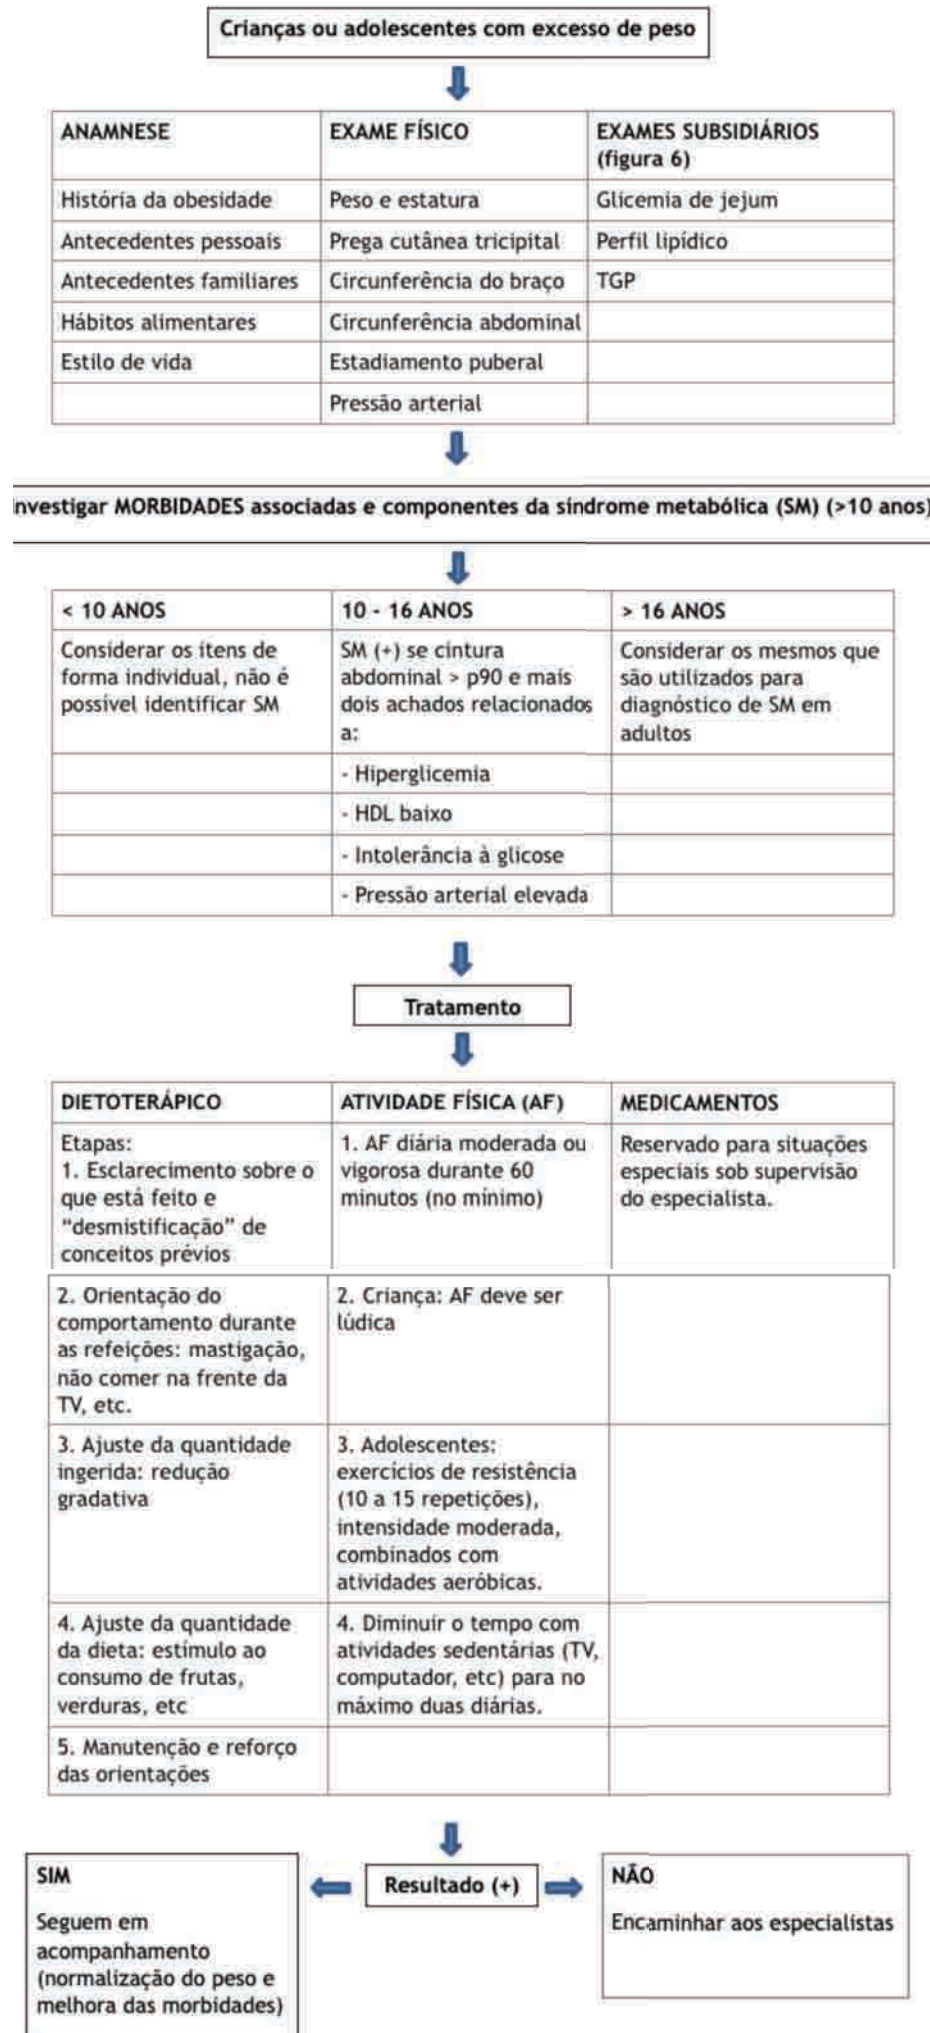 Crianças ou adolescentes com excesso de peso
ANAMNESE
EXAME FÍSICO
EXAMES SUBSIDIÁRIOS
(figura 6)
História da obesidade
Peso e estatura
Glicemia de jejum
Antecedentes pessoais
Prega cutânea tricipital
Perfil lipídico
Antecedentes familiares
Circunferência do braço
TGP
Hábitos alimentares
Circunferência abdominal
Estilo de vida
Estadiamento puberal
Pressão arterial
Investigar MORBIDADES associadas e componentes da síndrome metabólica (SM) (>10 anos)
< 10 ANOS
10 - 16 ANOS
> 16 ANOS
Considerar os itens de
forma individual, não é
possível identificar SM
SM (+) se cintura
abdominal > p90 e mais
dois achados relacionados
a:
Considerar os mesmos que
são utilizados para
diagnóstico de SM em
adultos
- Hiperglicemia
- HDL baixo
- Intolerância à glicose
- Pressão arterial elevada
Tratamento
DIETOTERÁPICO
ATIVIDADE FÍSICA (AF)
MEDICAMENTOS
Etapas:
1. Esclarecimento sobre o
que está feito e
“desmistificação” de
conceitos prévios
1. AF diária moderada ou
vigorosa durante 60
minutos (no mínimo)
Reservado para situações
especiais sob supervisão
do especialista.
2. Orientação do
comportamento durante
as refeições: mastigação,
não comer na frente da
TV, etc.
2. Criança: AF deve ser
lúdica
3. Ajuste da quantidade
ingerida: redução
gradativa
3. Adolescentes:
exercícios de resistência
(10 a 15 repetições),
intensidade moderada,
combinados com
atividades aeróbicas.
4. Ajuste da quantidade
da dieta: estímulo ao
consumo de frutas,
verduras, etc
4. Diminuir o tempo com
atividades sedentárias (TV,
computador, etc) para no
máximo duas diárias.
5. Manutenção e reforço
das orientações
SIM
Seguem em
acompanhamento
(normalização do peso e
melhora das morbidades)
Resultado (+)
NÃO
Encaminhar aos especialistas